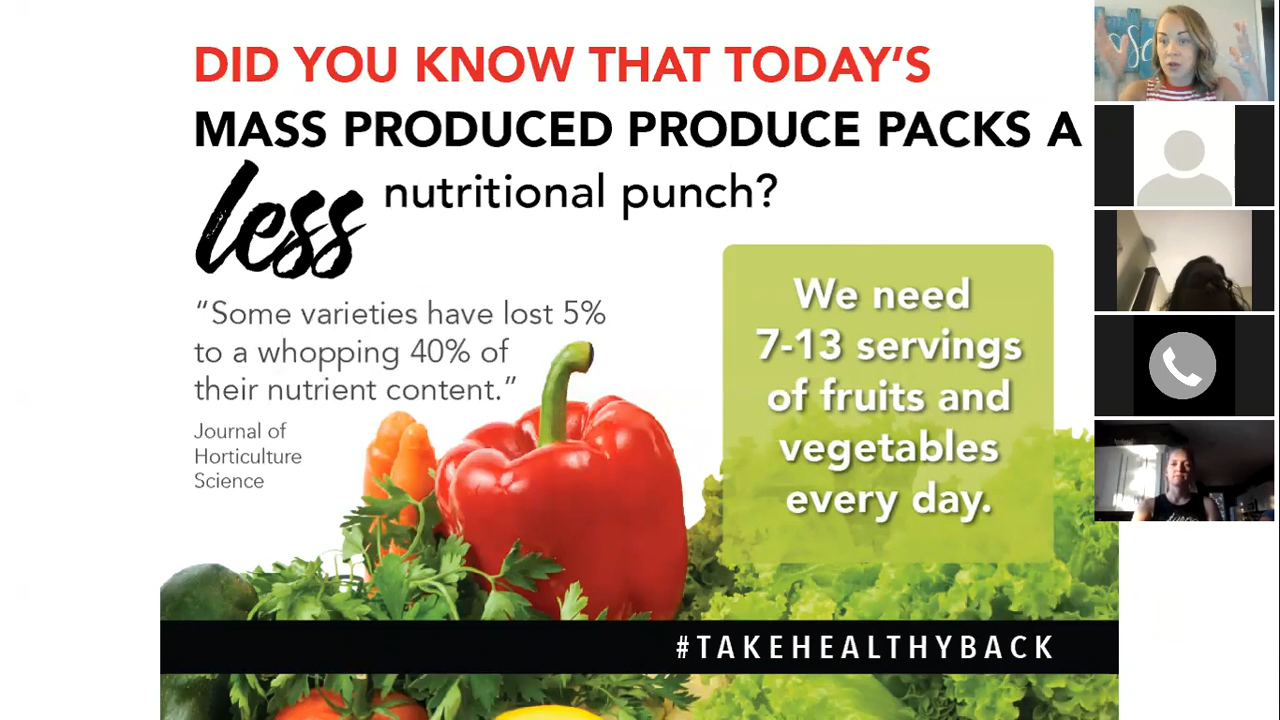 DID YOU KNOW THAT TODAY'S
MASS PRODUCED PRODUCE PACKS A
less nutritional punch?
“Some varieties have lost 5%
to a whopping 40% of
their nutrient content.”
Journal of
Horticulture
Science
We need
7-13 servings
of fruits and
vegetables
every day.
#TAKEHEALTHYBACK